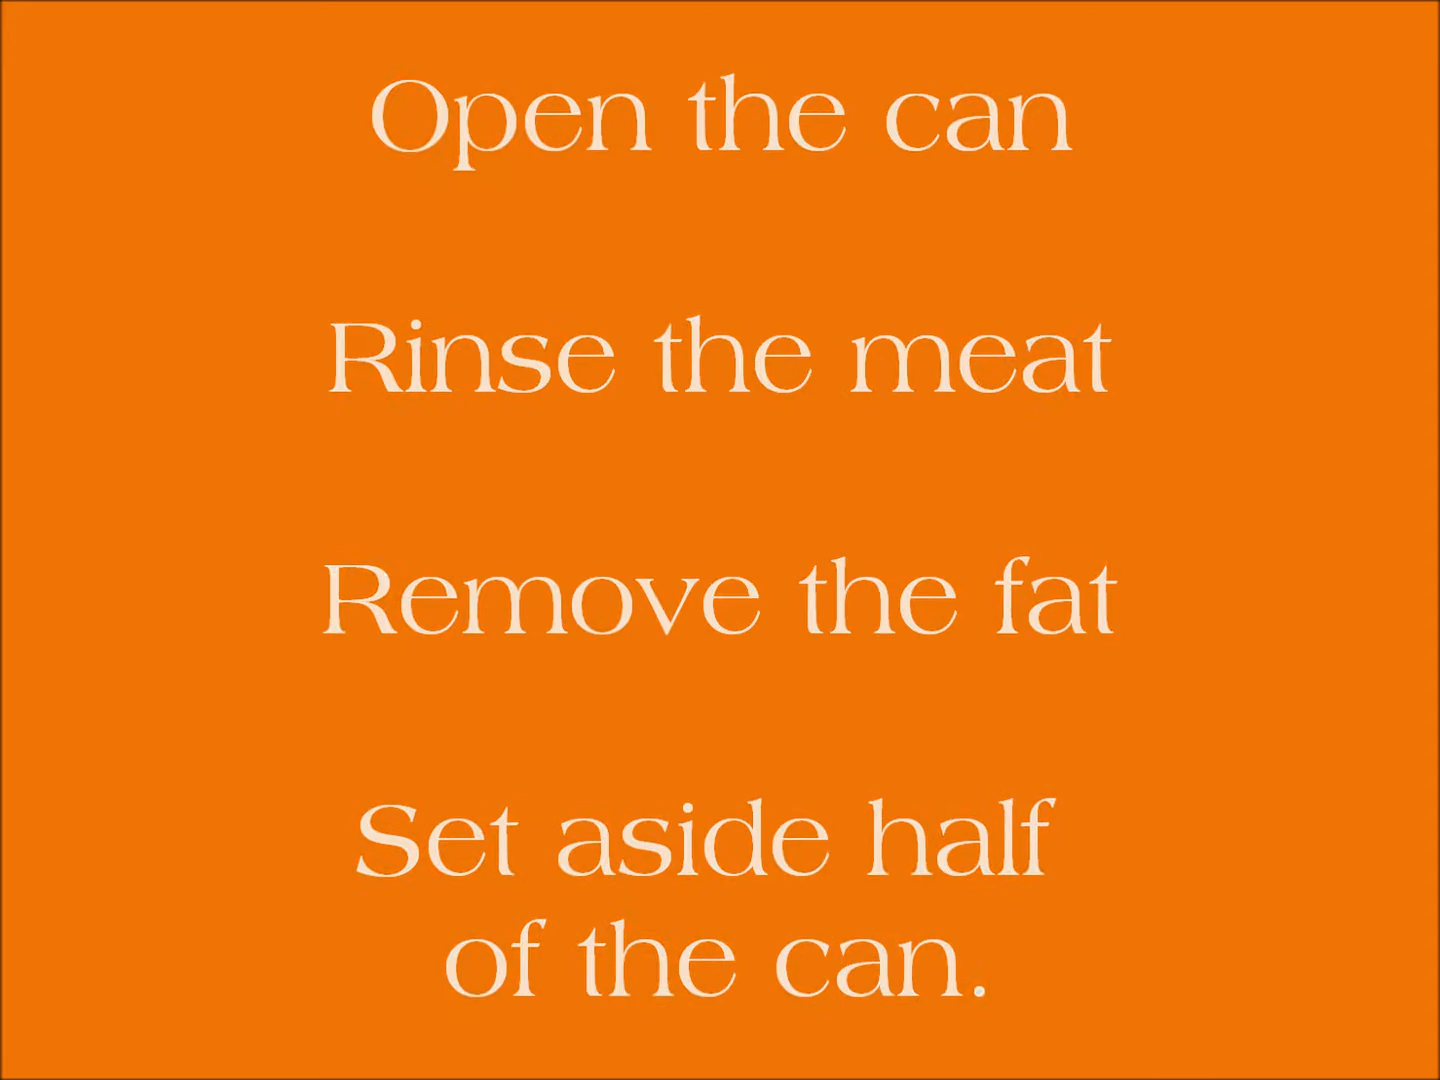 Open the can
Rinse the meat
Remove the fat
Set aside half
of the can.